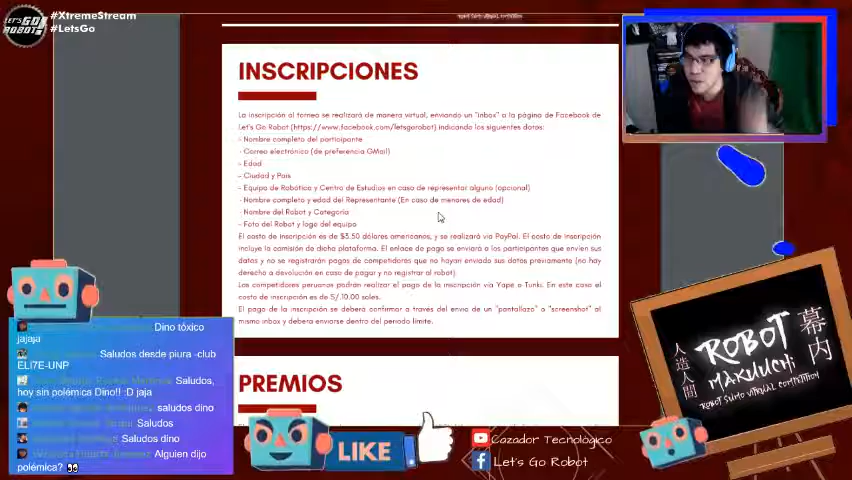 LET'S GO ROBOT!
#XtremeStream
#LetsGo
ROBOT SUMO VIRTUAL COMPETITION
INSCRIPCIONES
La inscripción al torneo se realizará de manera virtual, enviando un "inbox" a la página de Facebook de
Let's Go Robot (https://www.facebook.com/letsgorobot) indicando los siguientes datos:
- Nombre completo del participante
- Correo electrónico (de preferencia GMail)
- Edad
- Ciudad y País
- Equipo de Robótica y Centro de Estudios en caso de representar alguno (opcional)
- Nombre completo y edad del Representante (En caso de menores de edad)
- Nombre del Robot y Categoría
- Foto del Robot y logo del equipo
El costo de inscripción es de $3.50 dólares americanos, y se realizará vía PayPal. El costo de inscripción
incluye la comisión de dicha plataforma. El enlace de pago se enviará a los participantes que envíen sus
datos y no se registrarán pagos de competidores que no hayan enviado sus datos previamente (no hay
derecho a devolución en caso de pagar y no registrar al robot).
Los competidores peruanos podrán realizar el pago de la inscripción vía Yape o Tunki. En este caso el
costo de inscripción es de S/.10.00 soles.
El pago de la inscripción se deberá confirmar a través del envío de un "pantallazo" o "screenshot" al
mismo inbox y deberá enviarse dentro del periodo límite.
PREMIOS
Dino tóxico
jajaja
Saludos desde piura -club
ELI7E-UNP
Saludos,
hoy sin polémica Dino!! :D jaja
saludos dino
Saludos
Saludos dino
Alguien dijo
polémica? 👀
LIKE
Cazador Tecnológico
Let's Go Robot
ROBOT
MAKUUCHI
ROBOT SUMO VIRTUAL COMPETITION
幕内
人造人間